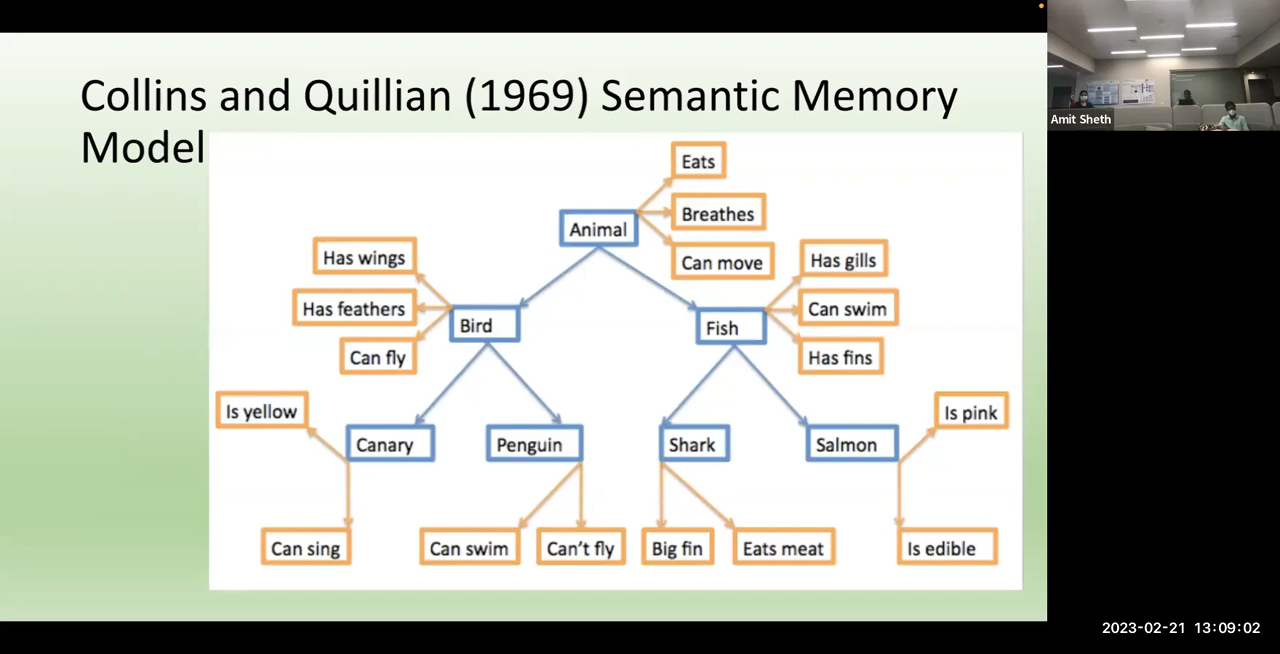 Collins and Quillian (1969) Semantic Memory
Model
Amit Sheth
Eats
Animal
Breathes
Can move
Has wings
Has feathers
Can fly
Bird
Fish
Has gills
Can swim
Has fins
Is yellow
Canary
Penguin
Shark
Salmon
Is pink
Can sing
Can swim
Can't fly
Big fin
Eats meat
Is edible
2023-02-21 13:09:02